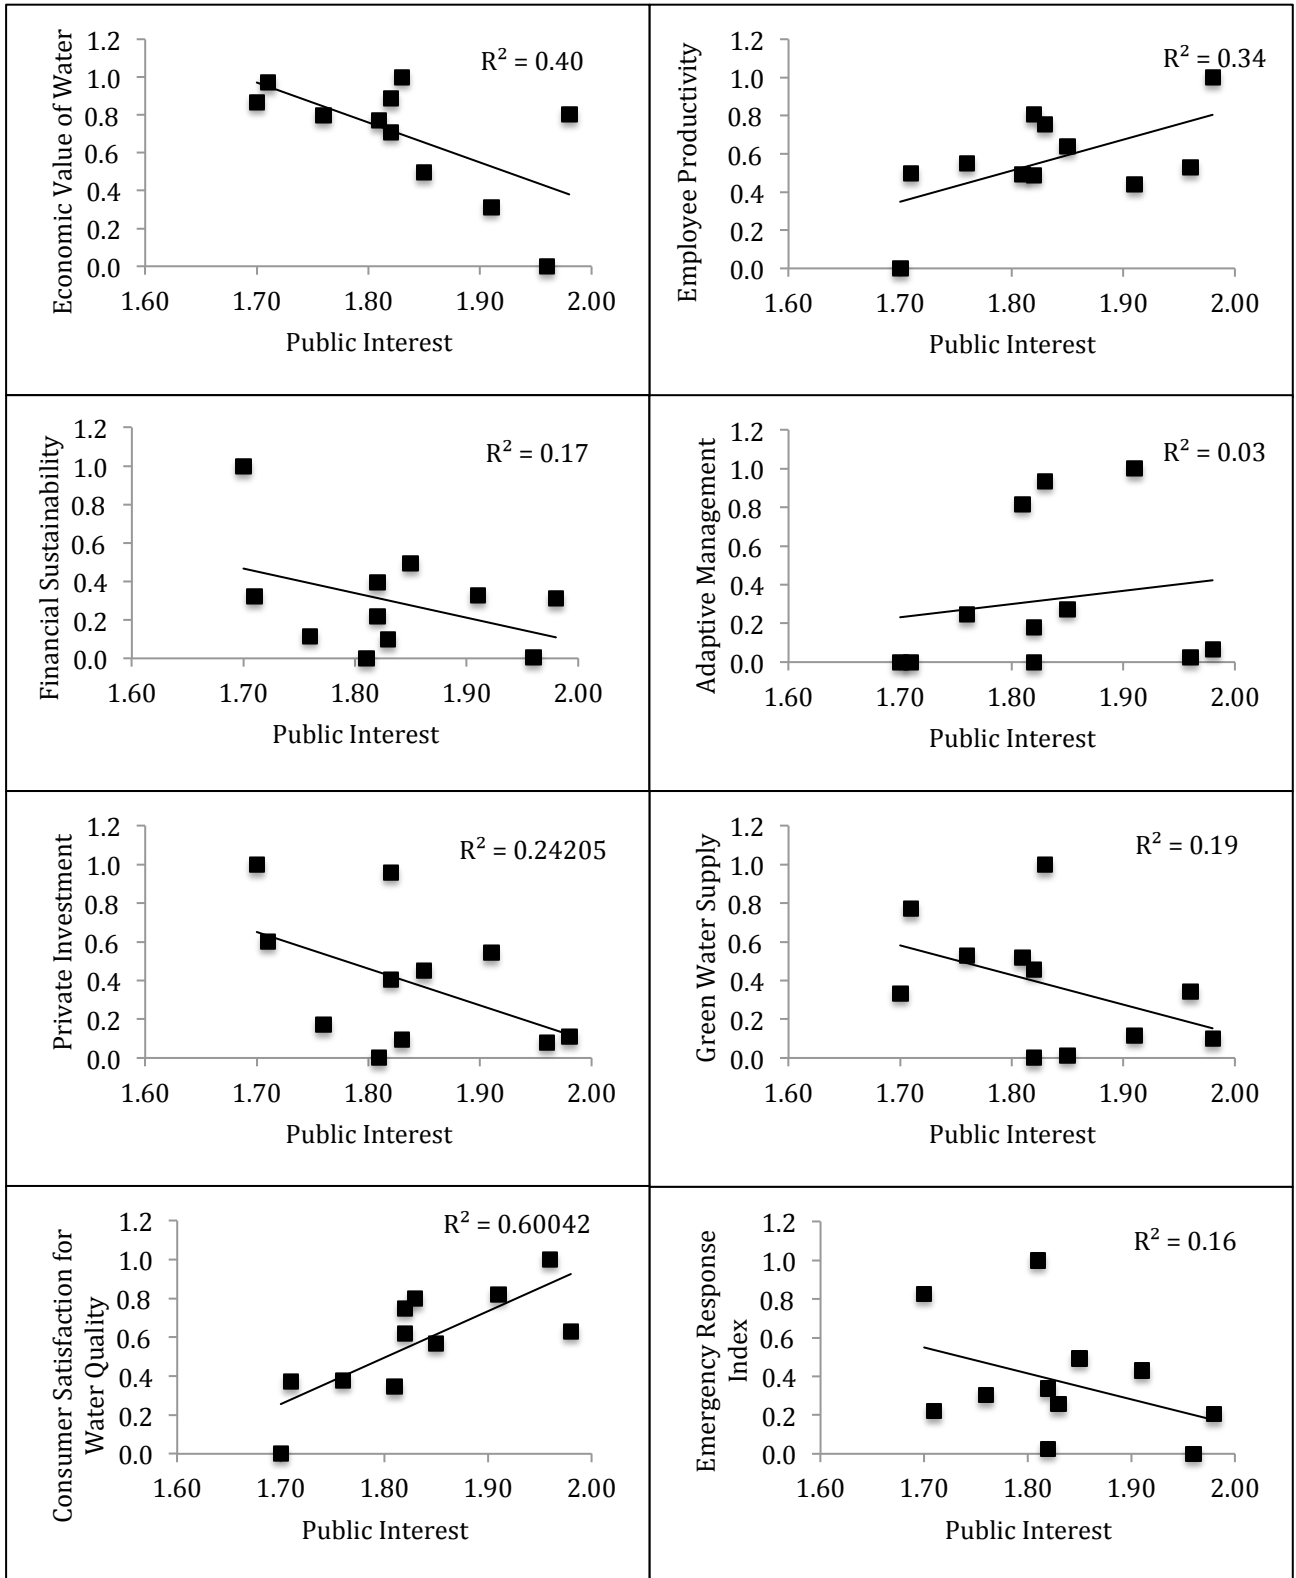 Economic Value of Water
1.2
1.0
0.8
0.6
0.4
0.2
0.0
R² = 0.40
1.60 1.70 1.80 1.90 2.00
Public Interest
Employee Productivity
1.2
1.0
0.8
0.6
0.4
0.2
0.0
R² = 0.34
1.60 1.70 1.80 1.90 2.00
Public Interest
Financial Sustainability
1.2
1.0
0.8
0.6
0.4
0.2
0.0
R² = 0.17
1.60 1.70 1.80 1.90 2.00
Public Interest
Adaptive Management
1.2
1.0
0.8
0.6
0.4
0.2
0.0
R² = 0.03
1.60 1.70 1.80 1.90 2.00
Public Interest
Private Investment
1.2
1.0
0.8
0.6
0.4
0.2
0.0
R² = 0.24205
1.60 1.70 1.80 1.90 2.00
Public Interest
Green Water Supply
1.2
1.0
0.8
0.6
0.4
0.2
0.0
R² = 0.19
1.60 1.70 1.80 1.90 2.00
Public Interest
Consumer Satisfaction for
Water Quality
1.2
1.0
0.8
0.6
0.4
0.2
0.0
R² = 0.60042
1.60 1.70 1.80 1.90 2.00
Public Interest
Emergency Response
Index
1.2
1.0
0.8
0.6
0.4
0.2
0.0
R² = 0.16
1.60 1.70 1.80 1.90 2.00
Public Interest